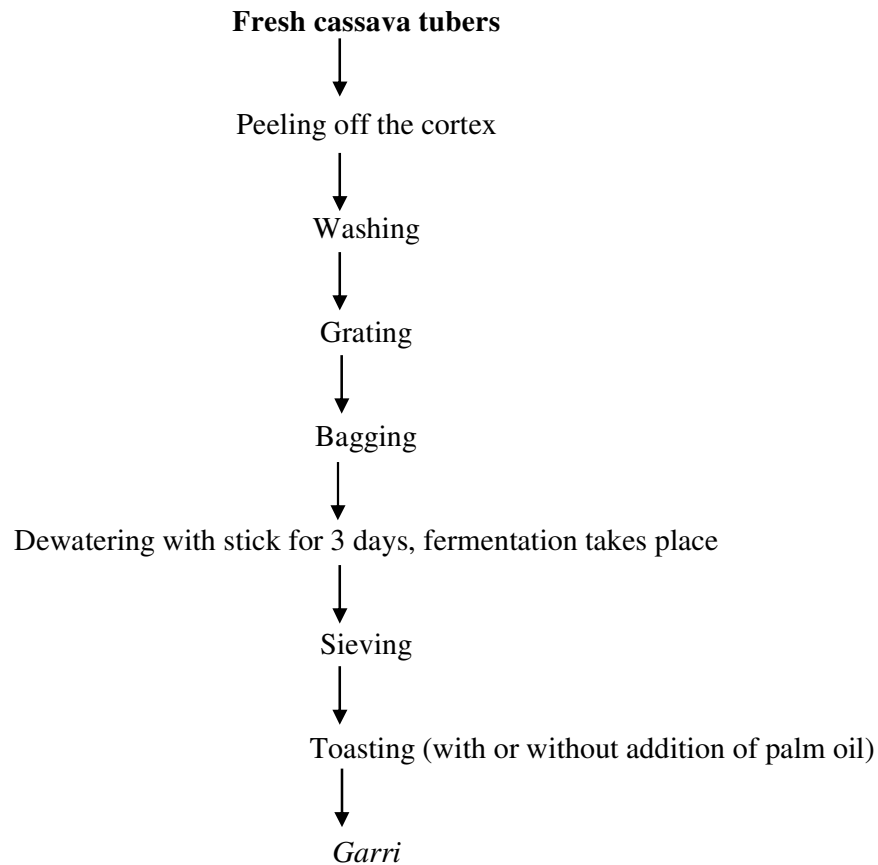 Fresh cassava tubers
Peeling off the cortex
Washing
Grating
Bagging
Dewatering with stick for 3 days, fermentation takes place
Sieving
Toasting (with or without addition of palm oil)
Garri